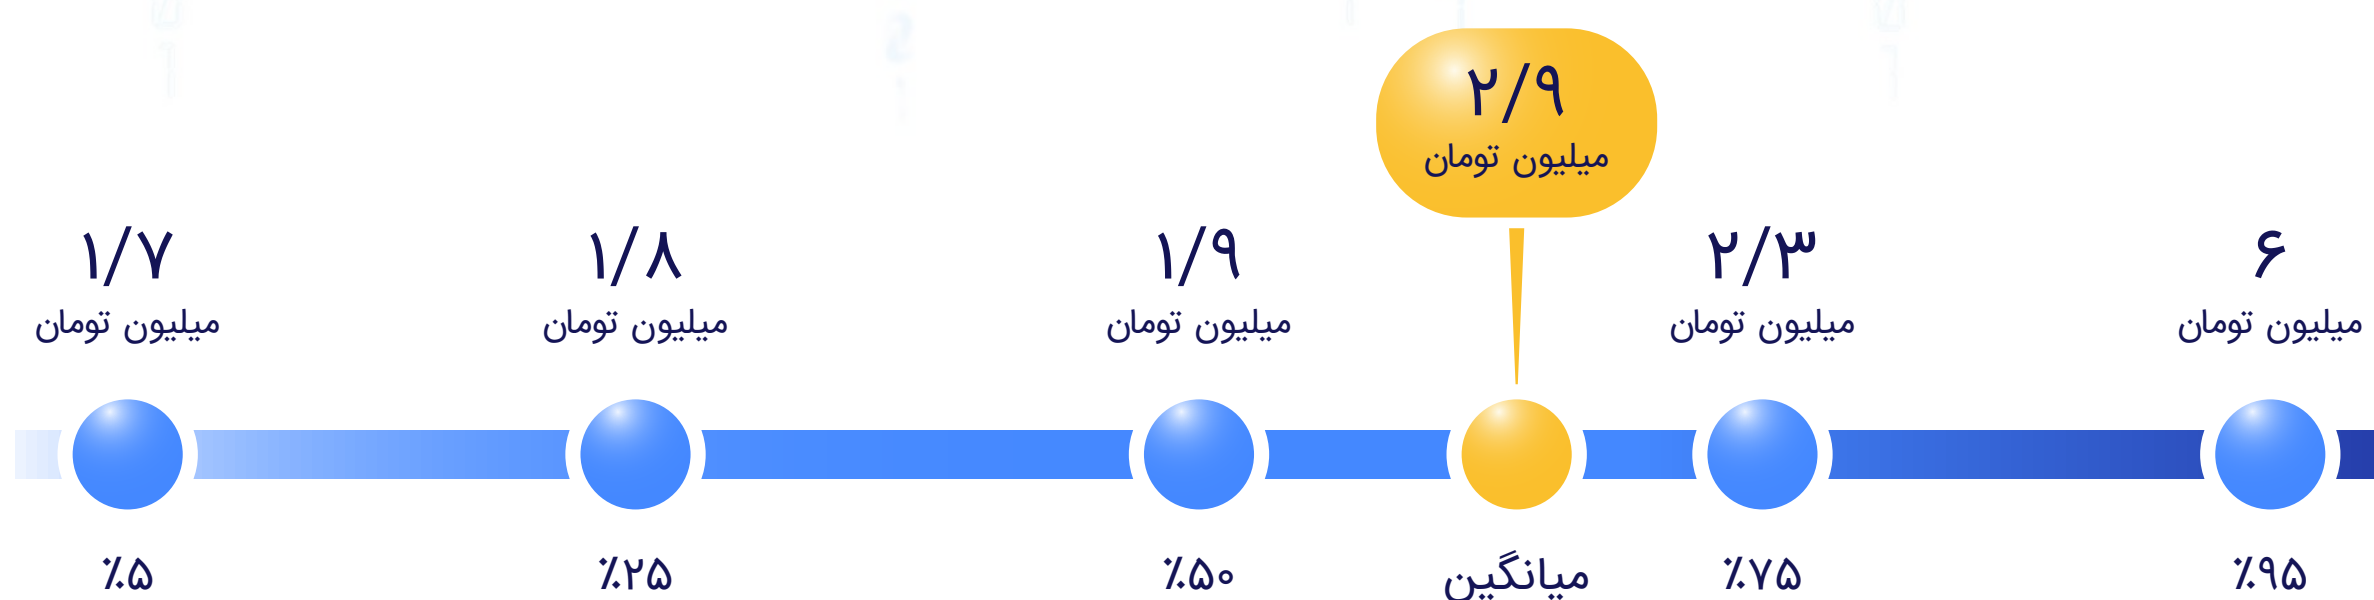 ۲/۹
میلیون تومان
۱/۷
میلیون تومان
۱/۸
میلیون تومان
۱/۹
میلیون تومان
۲/۳
میلیون تومان
۶
میلیون تومان
٪۵
٪۲۵
٪۵۰
میانگین
٪۷۵
٪۹۵